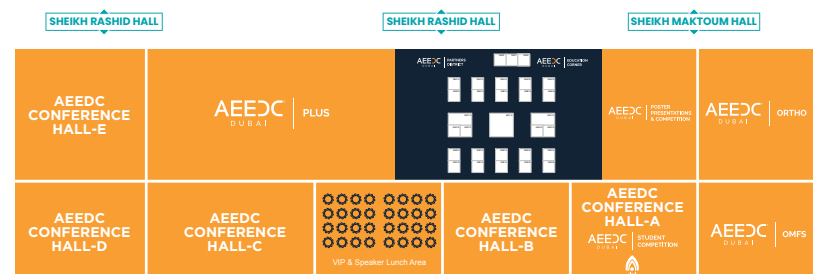 SHEIKH RASHID HALL
SHEIKH RASHID HALL
SHEIKH MAKTOUM HALL
AEEDC
CONFERENCE
HALL-E
AEEDC
DUBAI
PLUS
AEEDC
DUBAI
PARTNERS
DISTRICT
AEEDC
DUBAI
EDUCATION
CORNER
AEEDC
DUBAI
POSTER
PRESENTATIONS
& COMPETITION
AEEDC
DUBAI
ORTHO
AEEDC
CONFERENCE
HALL-D
AEEDC
CONFERENCE
HALL-C
VIP & Speaker Lunch Area
AEEDC
CONFERENCE
HALL-B
AEEDC
CONFERENCE
HALL-A
AEEDC
DUBAI
STUDENT
COMPETITION
AEEDC
DUBAI
OMFS